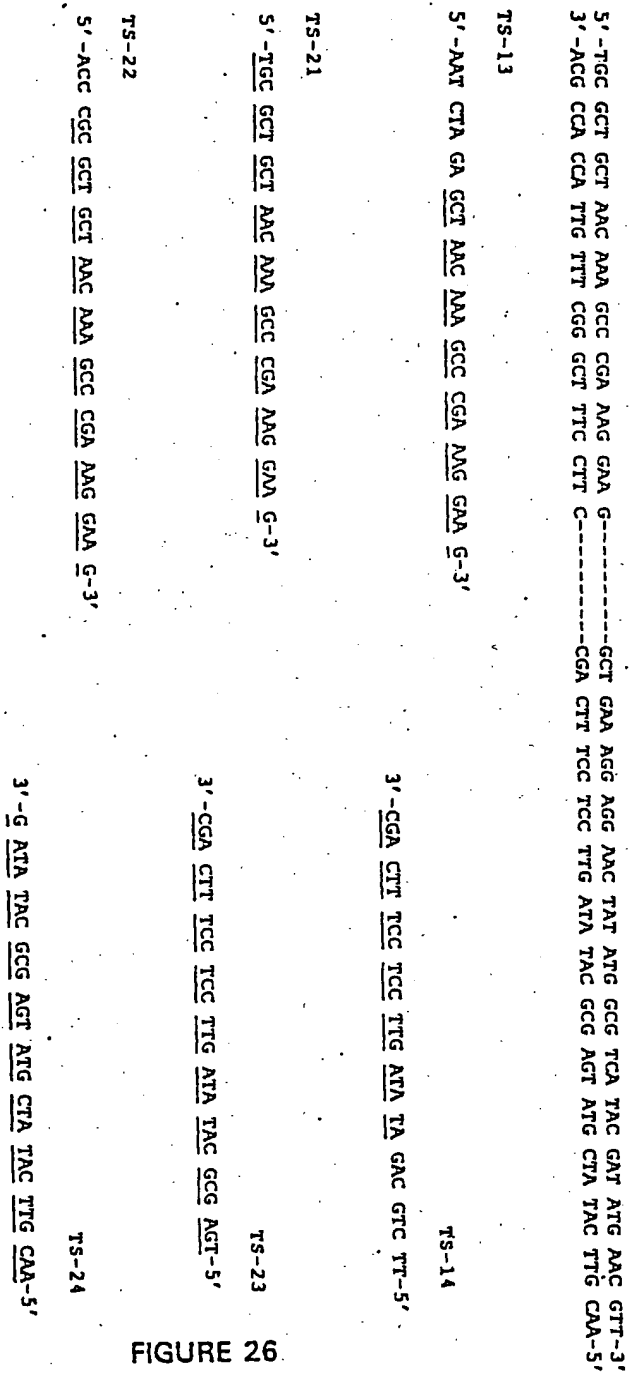 5'-TGC GCT GCT AAC AAA GCC CGA AAG GAA G----------GCT GAA AGG AGG AAC TAT ATG GCG TCA TAC GAT ATG AAC GTT-3'
3'-ACG CCA CCA TTG TTT CGG GCT TTC CTT C----------CGA CTT TCC TCC TTG ATA TAC GCG AGT ATG CTA TAC TTG CAA-5'
TS-13
5'-AAT CTA GA GCT AAC AAA GCC CGA AAG GAA G-3'
TS-14
3'-CGA CTT TCC TCC TTG ATA TA GAC GTC TT-5'
TS-21
5'-TGC GCT GCT AAC AAA GCC CGA AAG GAA G-3'
TS-23
3'-CGA CTT TCC TCC TTG ATA TAC GCG AGT-5'
TS-22
5'-ACC CGC GCT GCT AAC AAA GCC CGA AAG GAA G-3'
TS-24
3'-G ATA TAC GCG AGT ATG CTA TAC TTG CAA-5'
FIGURE 26